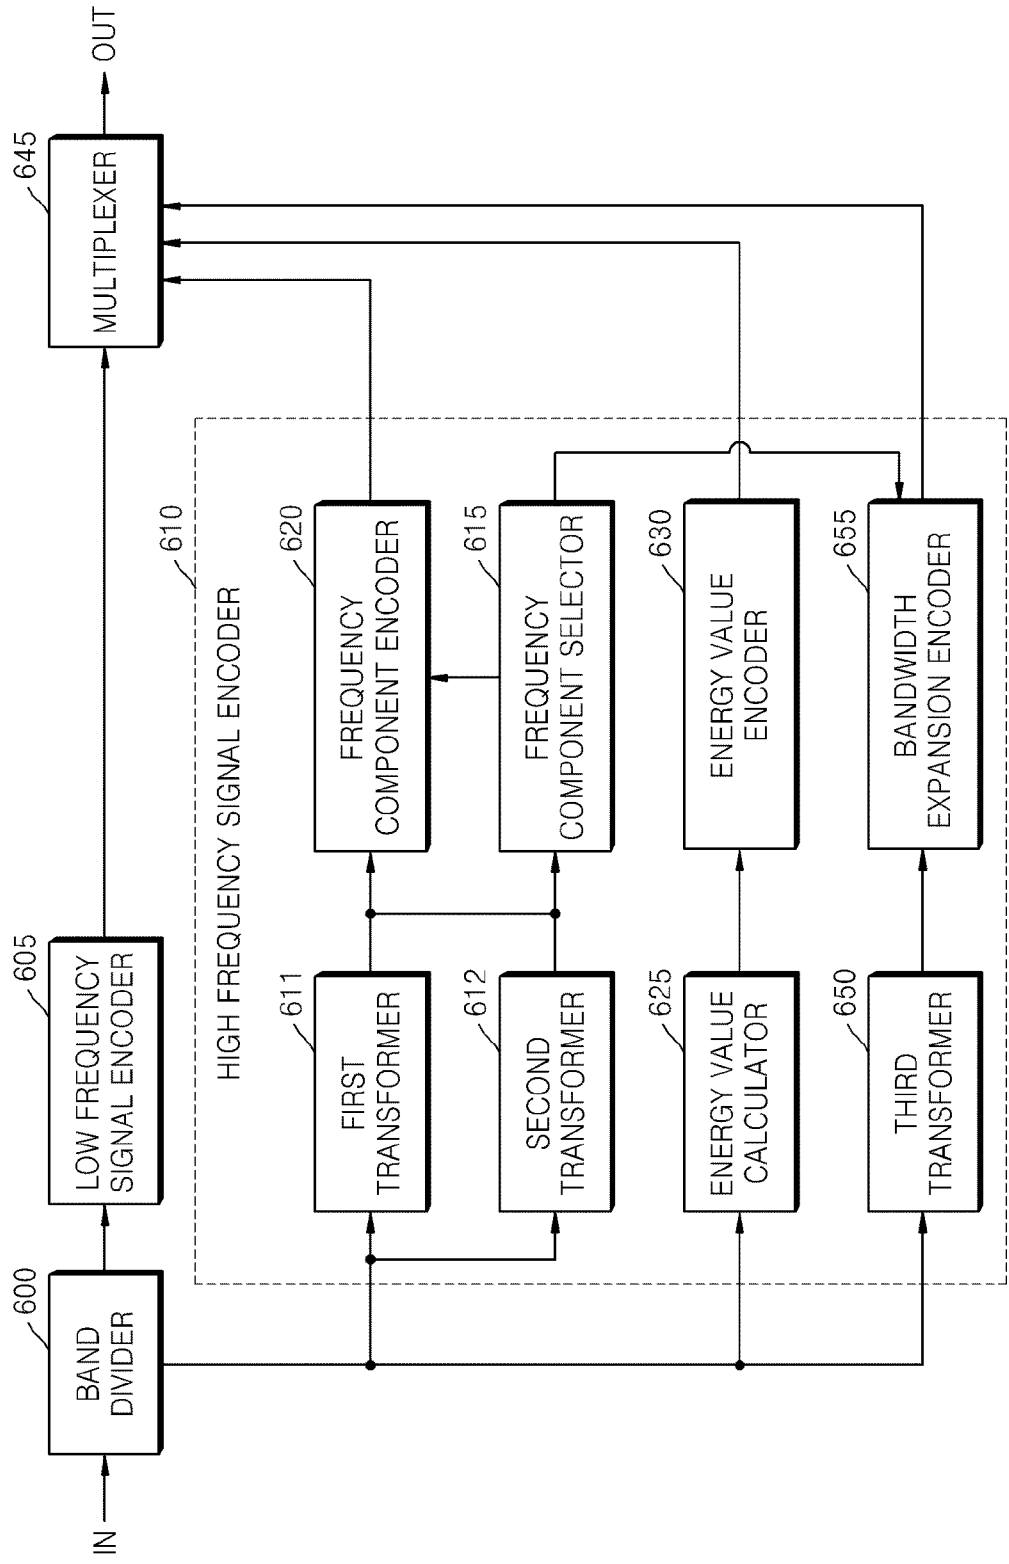 IN
600
BAND
DIVIDER
605
LOW FREQUENCY
SIGNAL ENCODER
645
MULTIPLEXER
OUT
610
HIGH FREQUENCY SIGNAL ENCODER
611
FIRST
TRANSFORMER
620
FREQUENCY
COMPONENT ENCODER
612
SECOND
TRANSFORMER
615
FREQUENCY
COMPONENT SELECTOR
625
ENERGY VALUE
CALCULATOR
630
ENERGY VALUE
ENCODER
650
THIRD
TRANSFORMER
655
BANDWIDTH
EXPANSION ENCODER